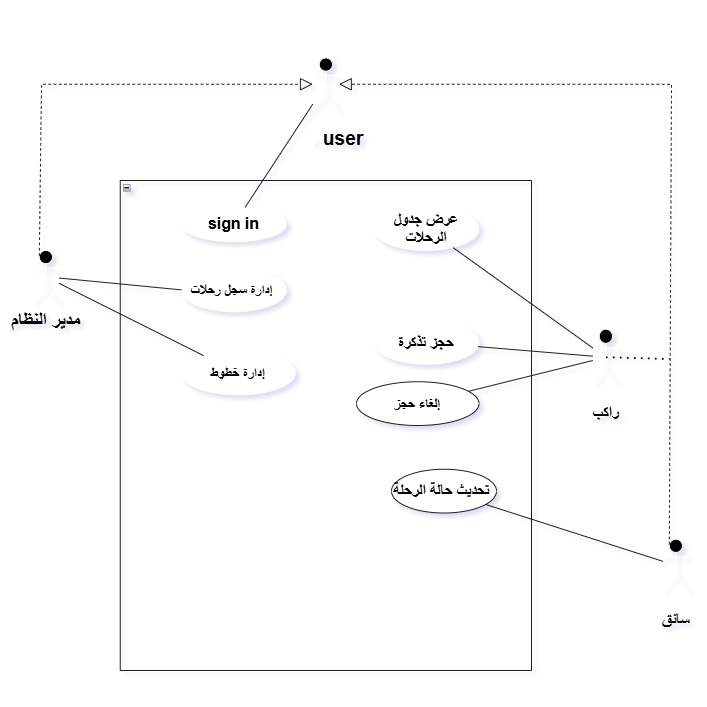 user
sign in
عرض جدول
الرحلات
إدارة سجل رحلات
مدير النظام
حجز تذكرة
إدارة خطوط
إلغاء حجز
راكب
تحديث حالة الرحلة
سائق